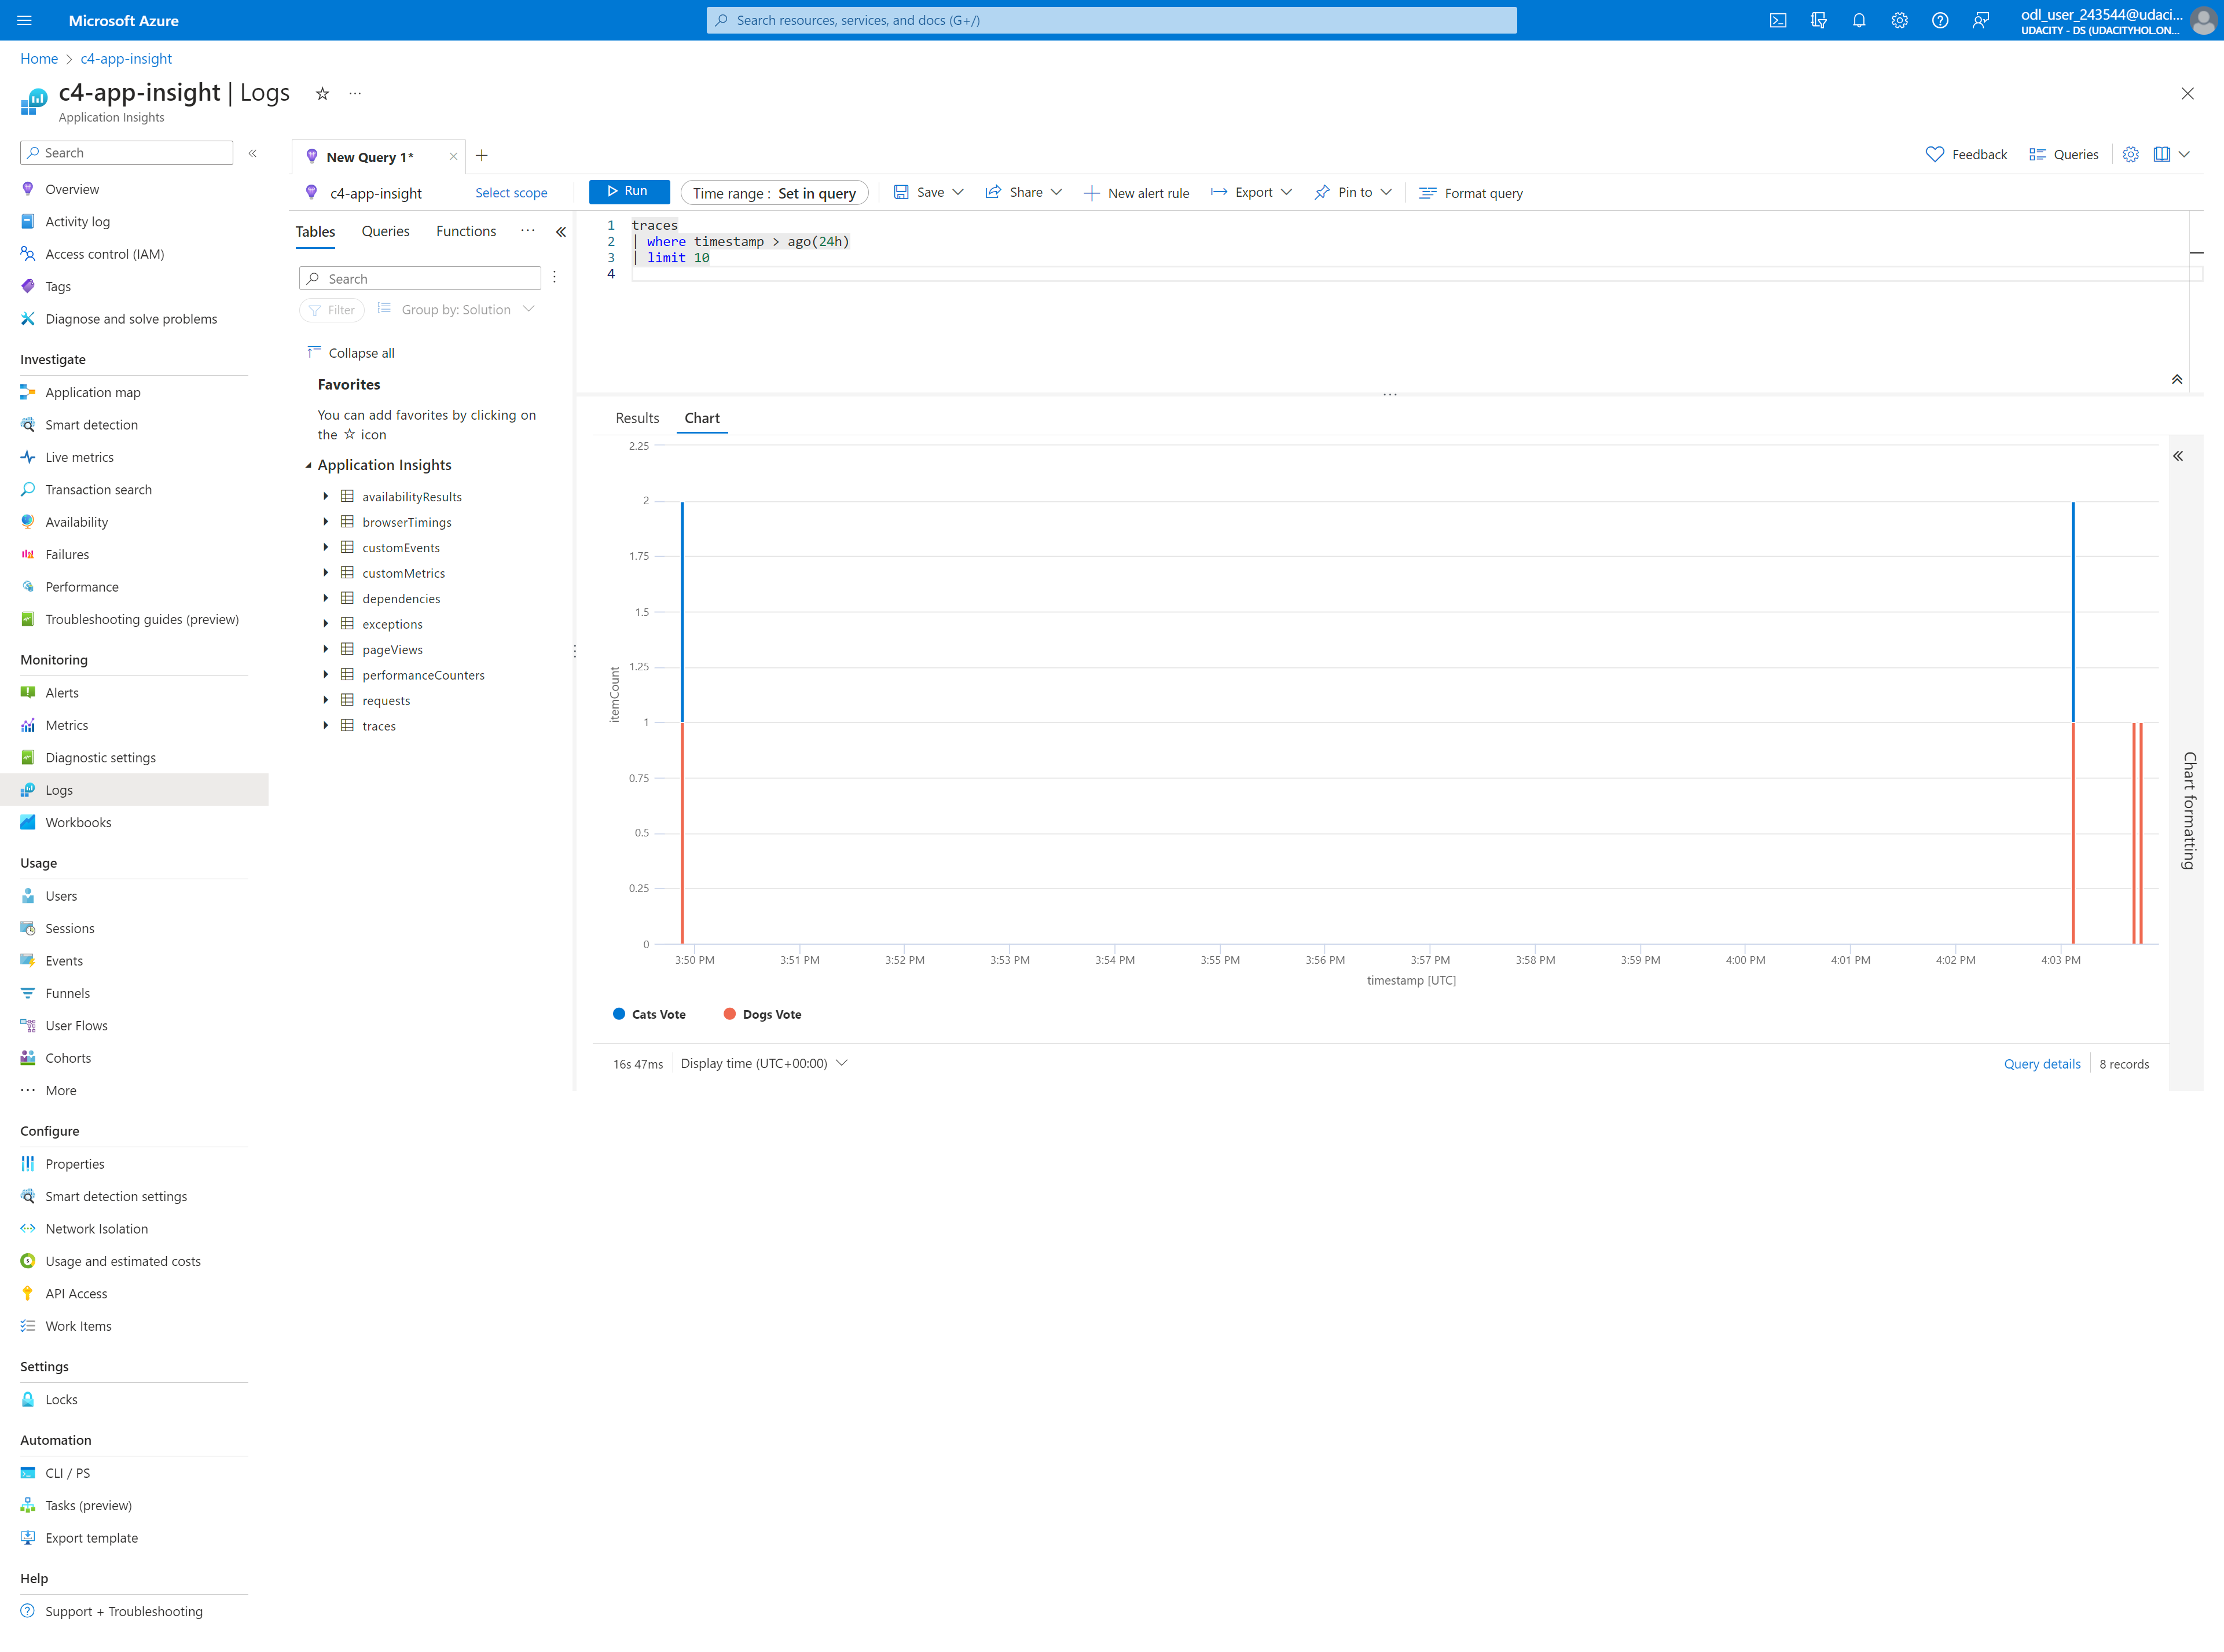 Microsoft Azure
Search resources, services, and docs (G+/)
odl_user_243544@udaci...
UDACITY - DS (UDACITYHOL.ON...
Home > c4-app-insight
c4-app-insight | Logs
Application Insights
Search
Overview
Activity log
Access control (IAM)
Tags
Diagnose and solve problems
Investigate
Application map
Smart detection
Live metrics
Transaction search
Availability
Failures
Performance
Troubleshooting guides (preview)
Monitoring
Alerts
Metrics
Diagnostic settings
Logs
Workbooks
Usage
Users
Sessions
Events
Funnels
User Flows
Cohorts
More
Configure
Properties
Smart detection settings
Network Isolation
Usage and estimated costs
API Access
Work Items
Settings
Locks
Automation
CLI / PS
Tasks (preview)
Export template
Help
Support + Troubleshooting
New Query 1*
Feedback
Queries
c4-app-insight
Select scope
Run
Time range : Set in query
Save
Share
New alert rule
Export
Pin to
Format query
Tables
Queries
Functions
Search
Filter
Group by: Solution
Collapse all
Favorites
You can add favorites by clicking on
the ☆ icon
Application Insights
availabilityResults
browserTimings
customEvents
customMetrics
dependencies
exceptions
pageViews
performanceCounters
requests
traces
1 traces
2 | where timestamp > ago(24h)
3 | limit 10
4
Results
Chart
2.25
2
1.75
1.5
1.25
1
0.75
0.5
0.25
0
itemCount
3:50 PM
3:51 PM
3:52 PM
3:53 PM
3:54 PM
3:55 PM
3:56 PM
3:57 PM
3:58 PM
3:59 PM
4:00 PM
4:01 PM
4:02 PM
4:03 PM
timestamp [UTC]
Cats Vote
Dogs Vote
Chart formatting
16s 47ms
Display time (UTC+00:00)
Query details
8 records